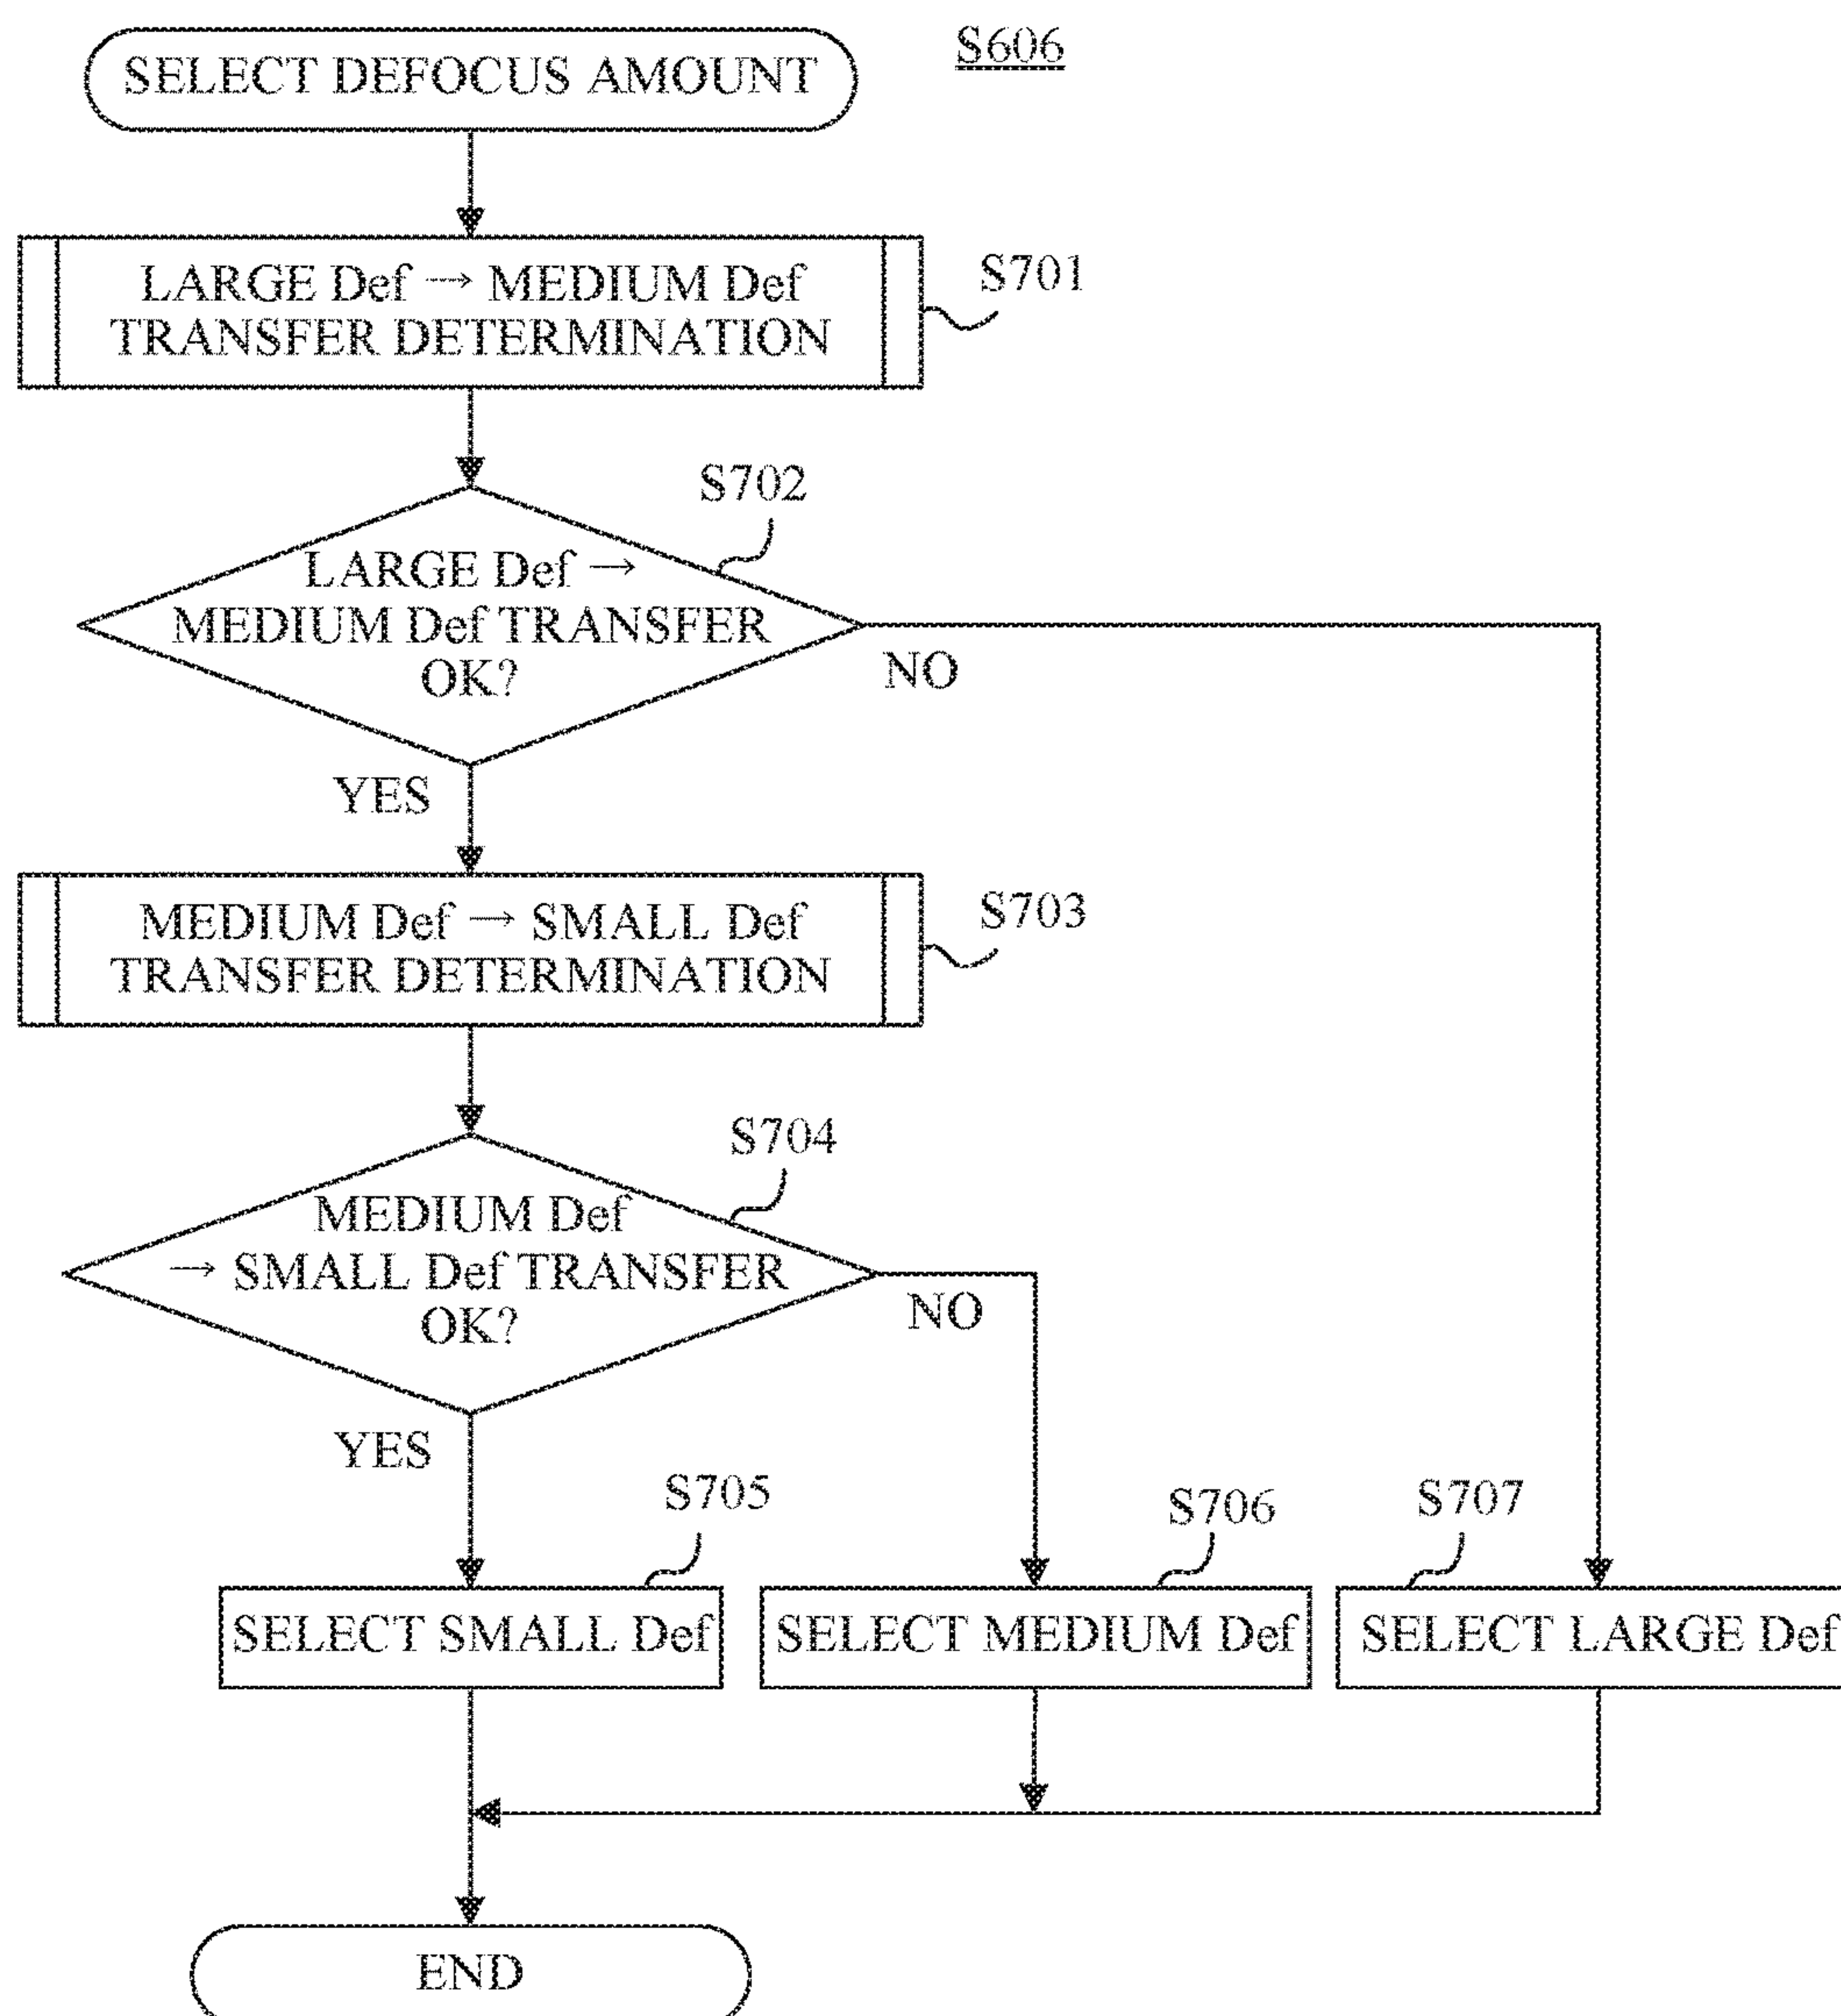 SELECT DEFOCUS AMOUNT
S606
LARGE Def → MEDIUM Def
TRANSFER DETERMINATION
S701
S702
LARGE Def →
MEDIUM Def TRANSFER
OK?
NO
YES
MEDIUM Def → SMALL Def
TRANSFER DETERMINATION
S703
S704
MEDIUM Def
→ SMALL Def TRANSFER
OK?
NO
YES
S705
S706
S707
SELECT SMALL Def
SELECT MEDIUM Def
SELECT LARGE Def
END